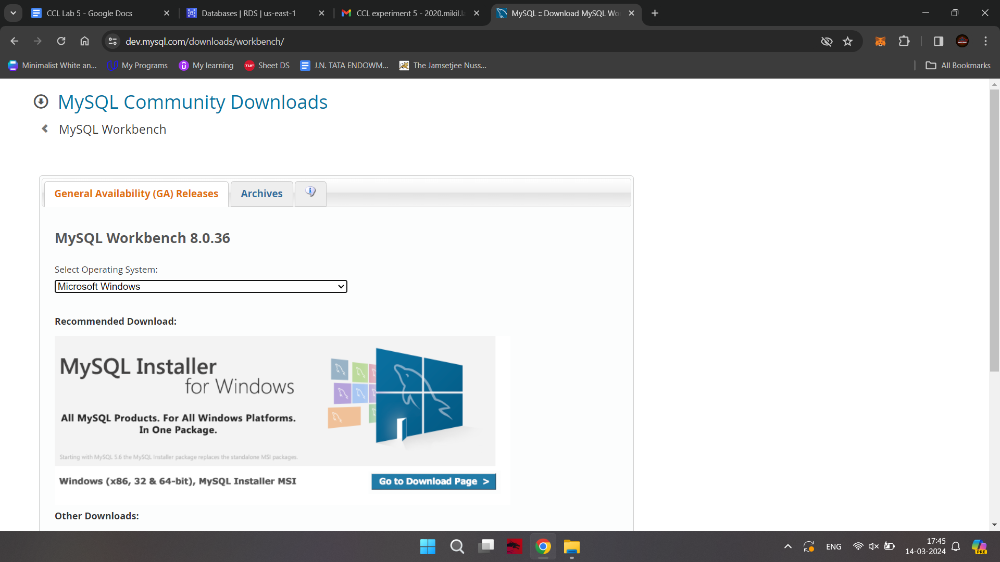 CCL Lab 5 - Google Docs
Databases | RDS | us-east-1
CCL experiment 5 - 2020.mikil.la
MySQL :: Download MySQL Wo
dev.mysql.com/downloads/workbench/
Minimalist White an...
My Programs
My learning
TUF
Sheet DS
J.N. TATA ENDOWM...
The Jamsetjee Nuss...
All Bookmarks
MySQL Community Downloads
MySQL Workbench
General Availability (GA) Releases
Archives
MySQL Workbench 8.0.36
Select Operating System:
Microsoft Windows
Recommended Download:
MySQL Installer
for Windows
All MySQL Products. For All Windows Platforms.
In One Package.
Starting with MySQL 5.6 the MySQL Installer package replaces the standalone MSI packages.
Windows (x86, 32 & 64-bit), MySQL Installer MSI
Go to Download Page >
Other Downloads:
ENG
17:45
14-03-2024
PRE